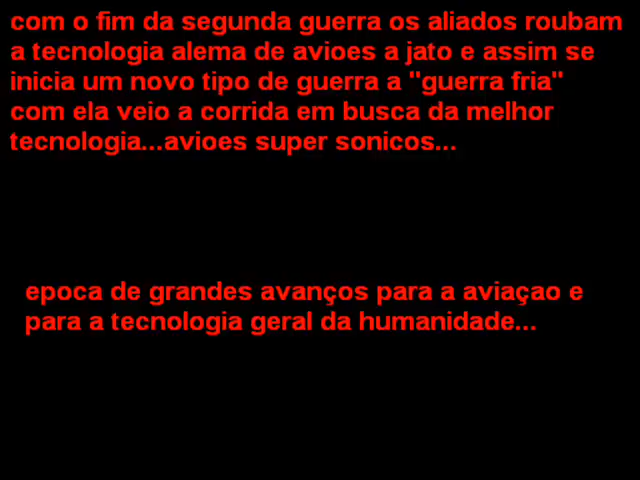 com o fim da segunda guerra os aliados roubam
a tecnologia alema de avioes a jato e assim se
inicia um novo tipo de guerra a "guerra fria"
com ela veio a corrida em busca da melhor
tecnologia...avioes super sonicos...
epoca de grandes avanços para a aviaçao e
para a tecnologia geral da humanidade...